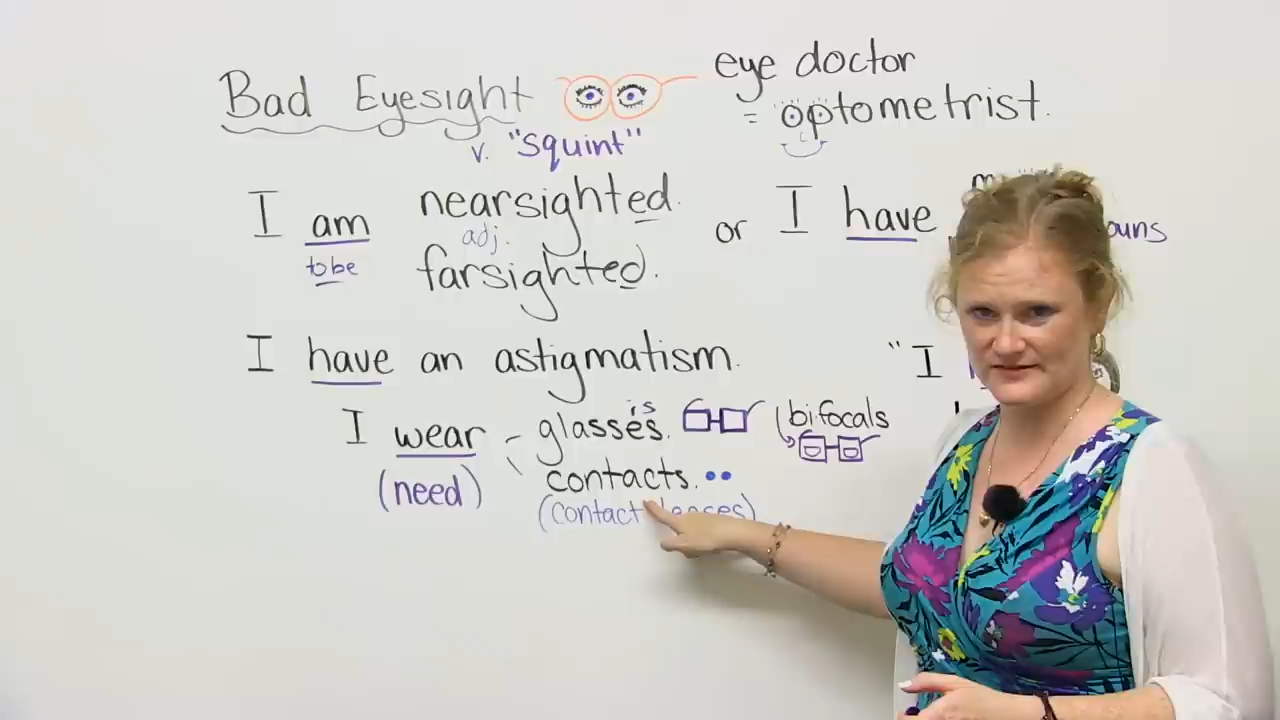 Bad Eyesight
eye doctor
= optometrist.
v. "squint"
I am nearsighted. or I have
to be adj.
farsighted.
I have an astigmatism. "I
I wear glasses. is bifocals
(need) contacts.
(contact lenses)